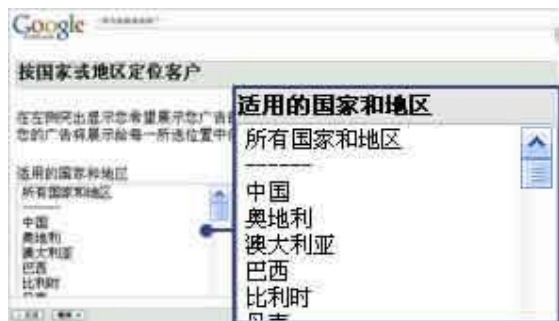 Google
按国家或地区定位客户
在左侧突出显示您希望展示您广告的
您的广告将展示给每一所选位置中的
适用的国家和地区
所有国家和地区
------
中国
奥地利
澳大利亚
巴西
比利时
适用的国家和地区
所有国家和地区
------
中国
奥地利
澳大利亚
巴西
比利时
丹麦